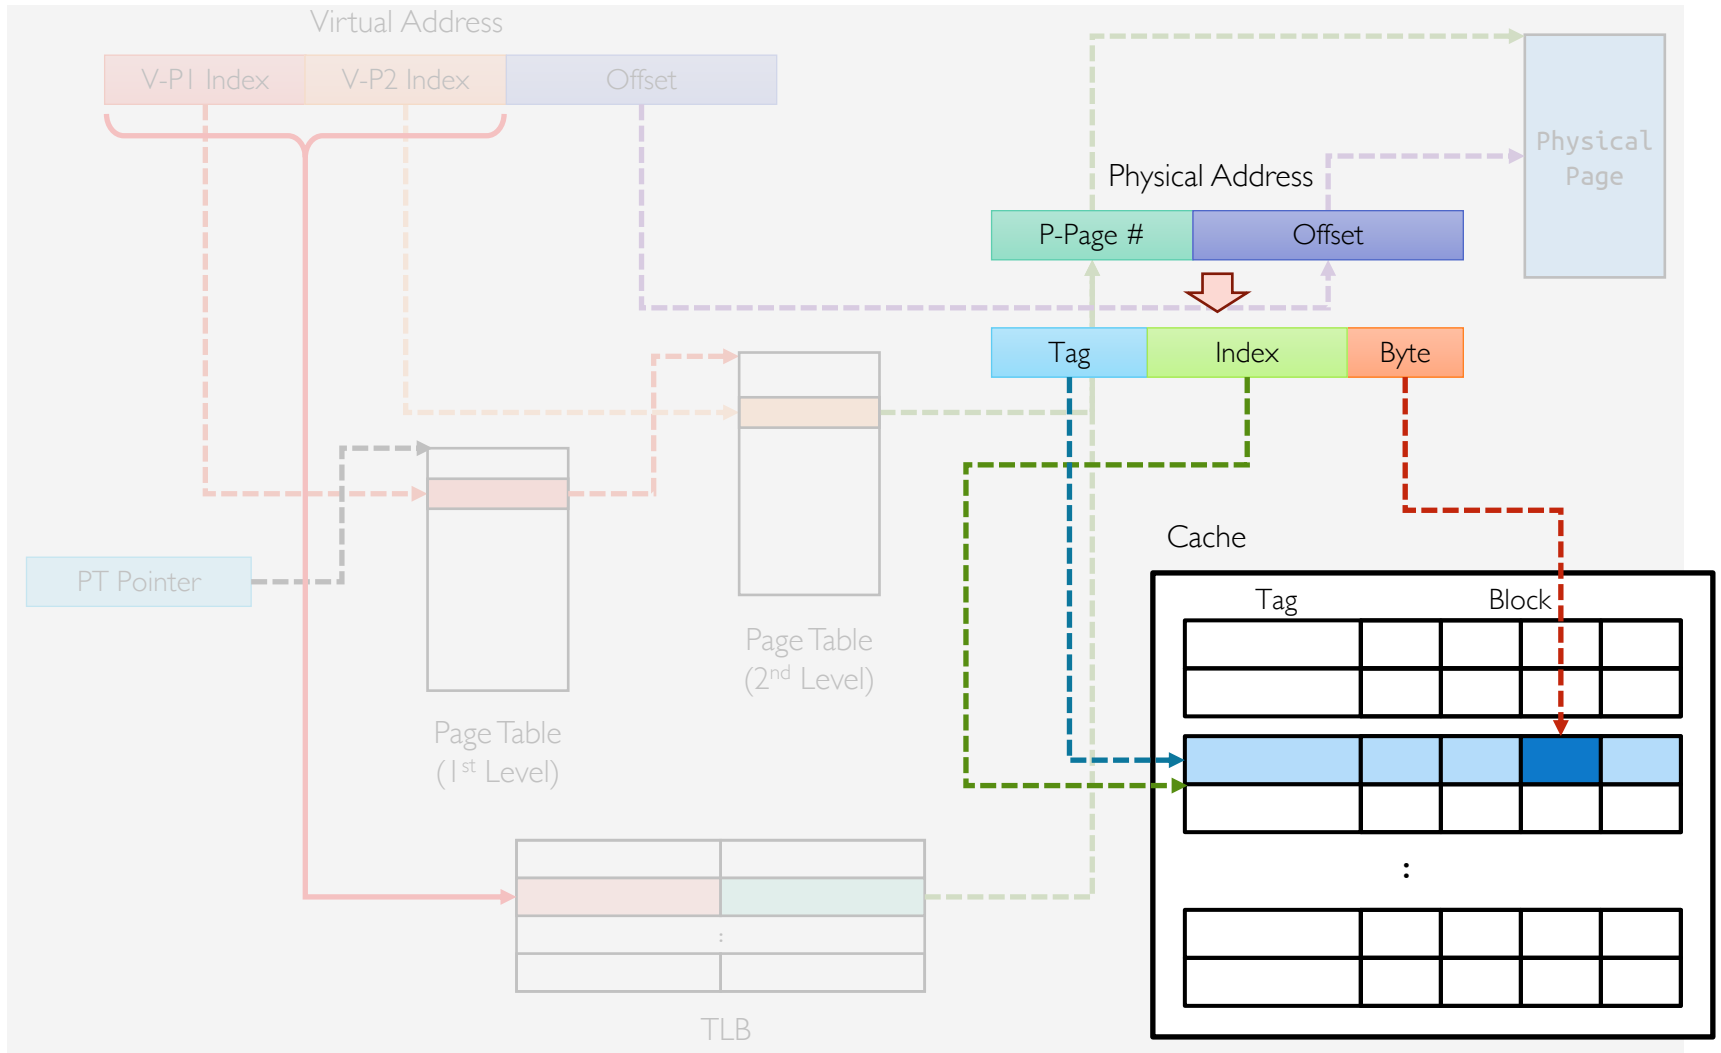 Virtual Address
V-P1 Index
V-P2 Index
Offset
Physical
Page
Physical Address
P-Page #
Offset
Tag
Index
Byte
PT Pointer
Page Table
(2nd Level)
Page Table
(1st Level)
Cache
Tag
Block
:
:
TLB